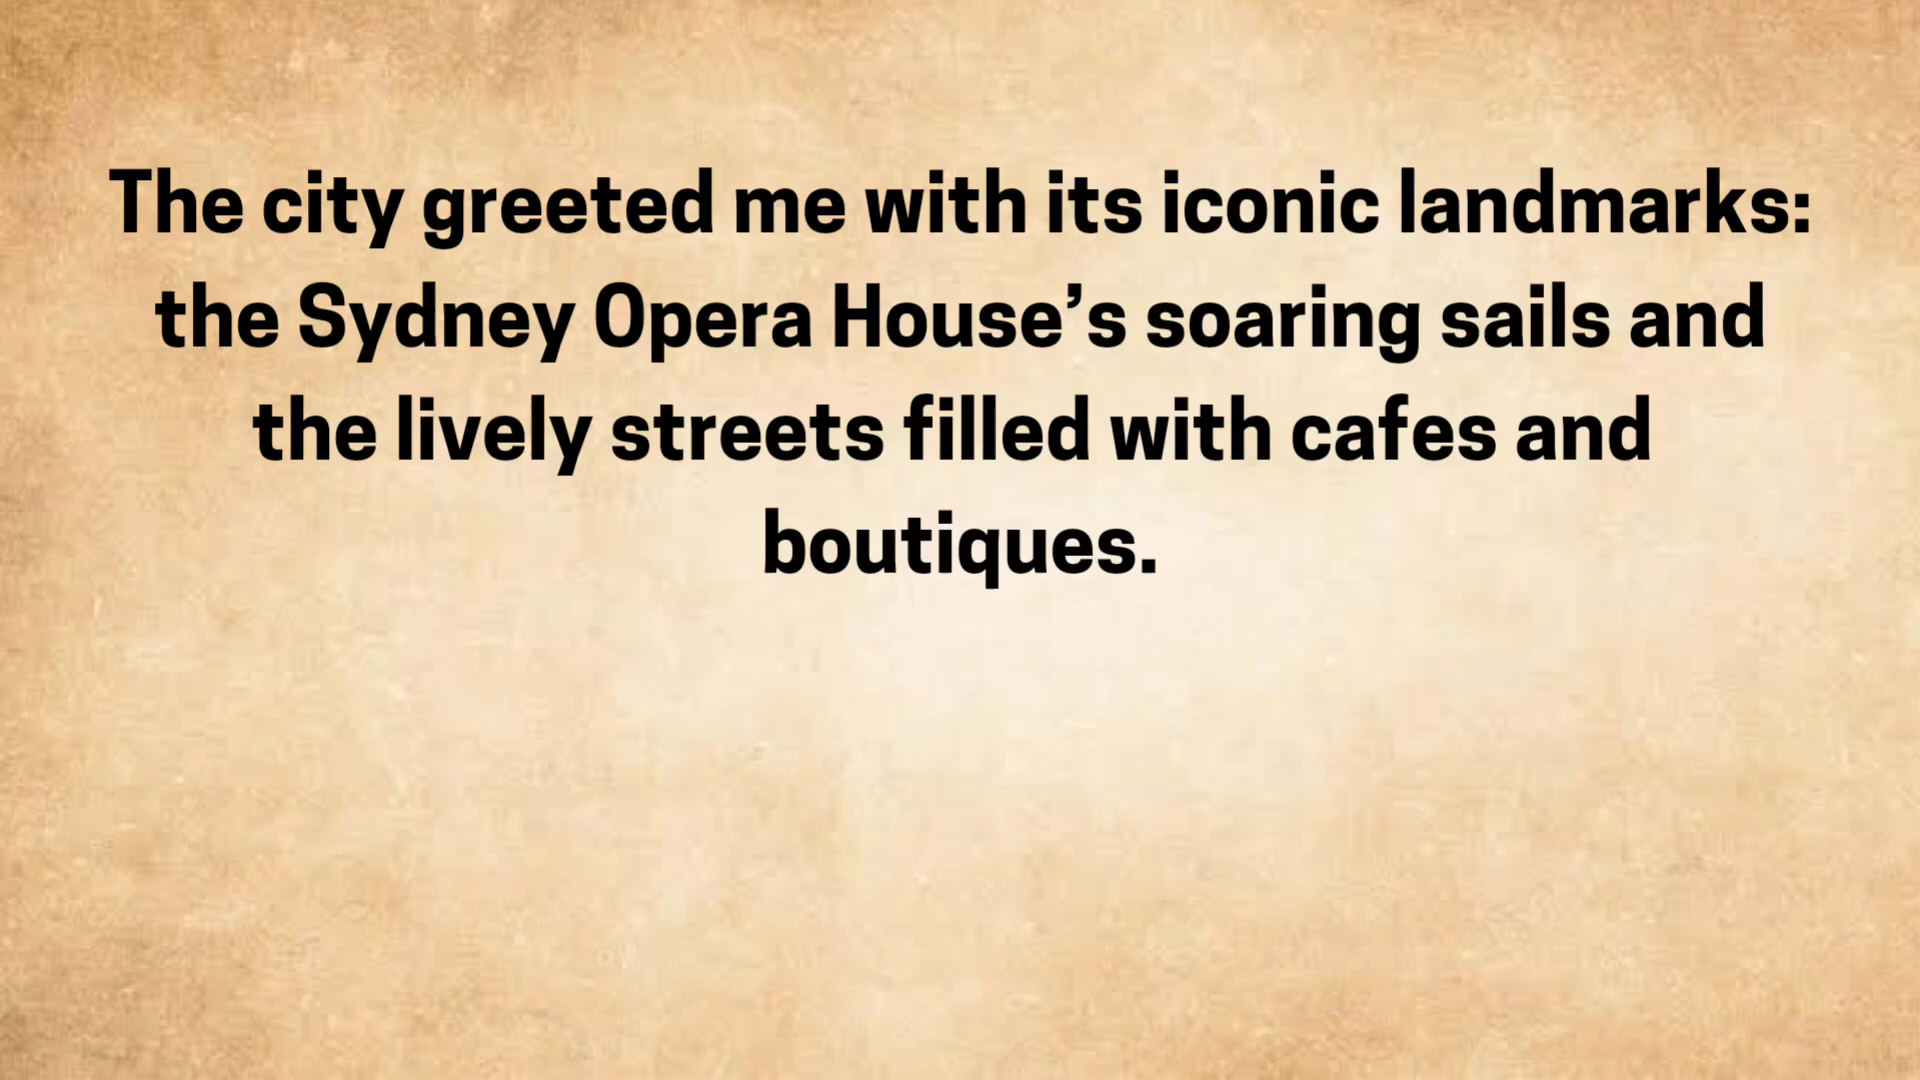 The city greeted me with its iconic landmarks:
the Sydney Opera House’s soaring sails and
the lively streets filled with cafes and
boutiques.